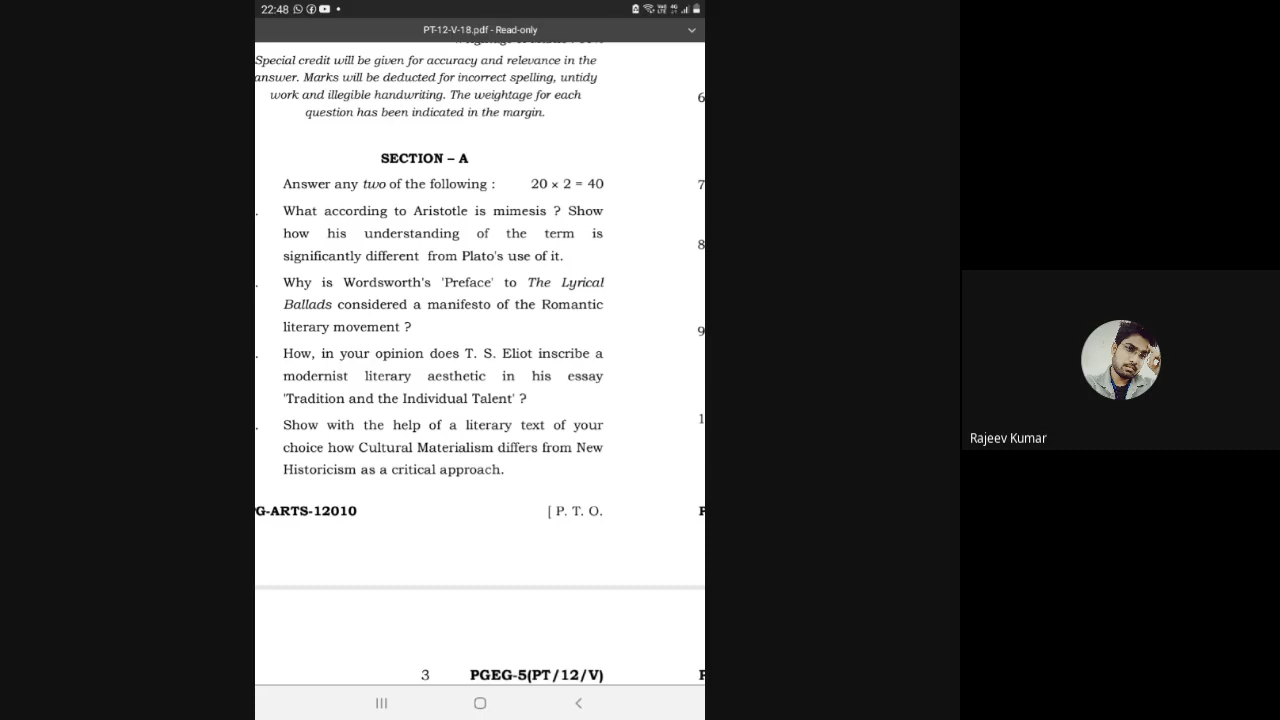 22:48
PT-12-V-18.pdf - Read-only
Special credit will be given for accuracy and relevance in the
answer. Marks will be deducted for incorrect spelling, untidy
work and illegible handwriting. The weightage for each
question has been indicated in the margin.
SECTION – A
Answer any two of the following : 20 × 2 = 40
. What according to Aristotle is mimesis ? Show
how his understanding of the term is
significantly different from Plato's use of it.
. Why is Wordsworth's 'Preface' to The Lyrical
Ballads considered a manifesto of the Romantic
literary movement ?
. How, in your opinion does T. S. Eliot inscribe a
modernist literary aesthetic in his essay
'Tradition and the Individual Talent' ?
. Show with the help of a literary text of your
choice how Cultural Materialism differs from New
Historicism as a critical approach.
G-ARTS-12010 [ P. T. O.
3 PGEG-5(PT/12/V)
6
7
8
9
1
Rajeev Kumar